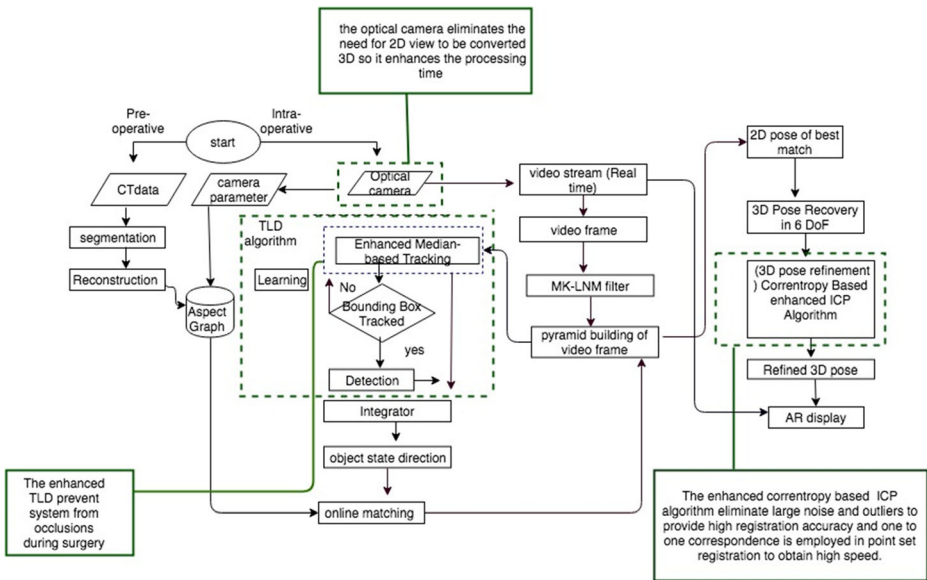 the optical camera eliminates the
need for 2D view to be converted
3D so it enhances the processing
time
Pre-
operative
start
Intra-
operative
CTdata
camera
parameter
Optical
camera
video stream (Real
time)
2D pose of best
match
segmentation
Reconstruction
Aspect
Graph
TLD
algorithm
Enhanced Median-
based Tracking
Learning
No
Bounding Box
Tracked
yes
Detection
Integrator
object state direction
online matching
video frame
MK-LNM filter
pyramid building of
video frame
3D Pose Recovery
in 6 DoF
(3D pose refinement
) Correntropy Based
enhanced ICP
Algorithm
Refined 3D pose
AR display
The enhanced
TLD prevent
system from
occlusions
during surgery
The enhanced correntropy based ICP
algorithm eliminate large noise and outliers to
provide high registration accuracy and one to
one correspondence is employed in point set
registration to obtain high speed.